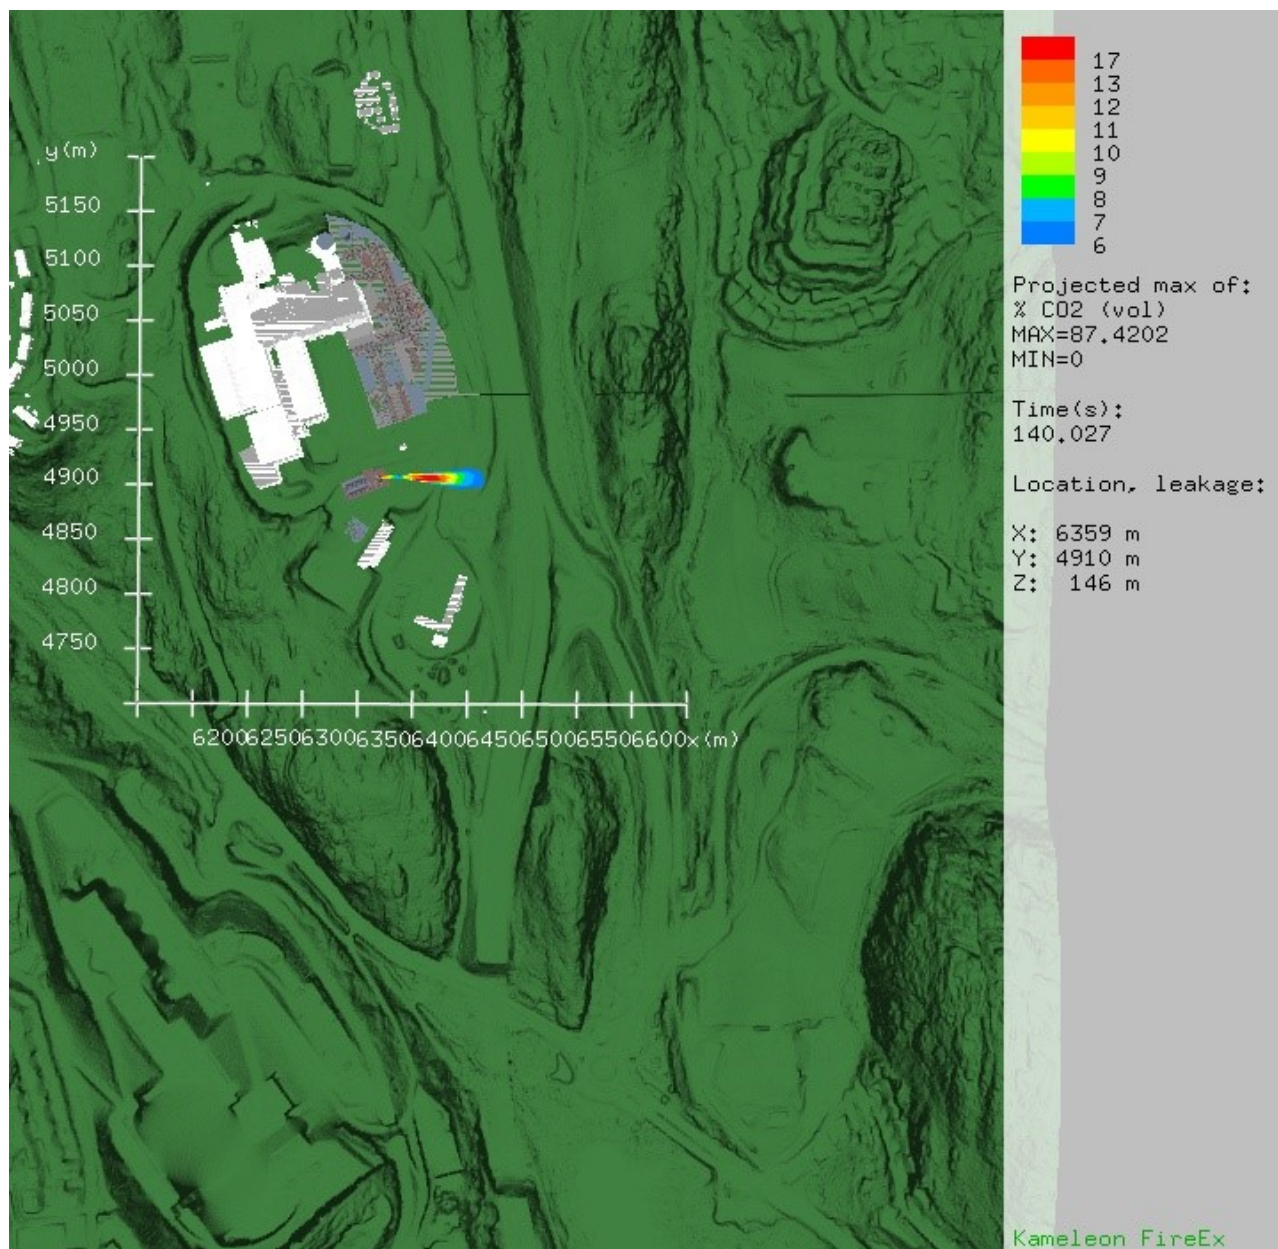 y(m)
5150
5100
5050
5000
4950
4900
4850
4800
4750
620062506300635064006450650065506600x(m)
17
13
12
11
10
9
8
7
6
Projected max of:
% CO2 (vol)
MAX=87.4202
MIN=0
Time(s):
140.027
Location, leakage:
X: 6359 m
Y: 4910 m
Z: 146 m
Kameleon FireEx